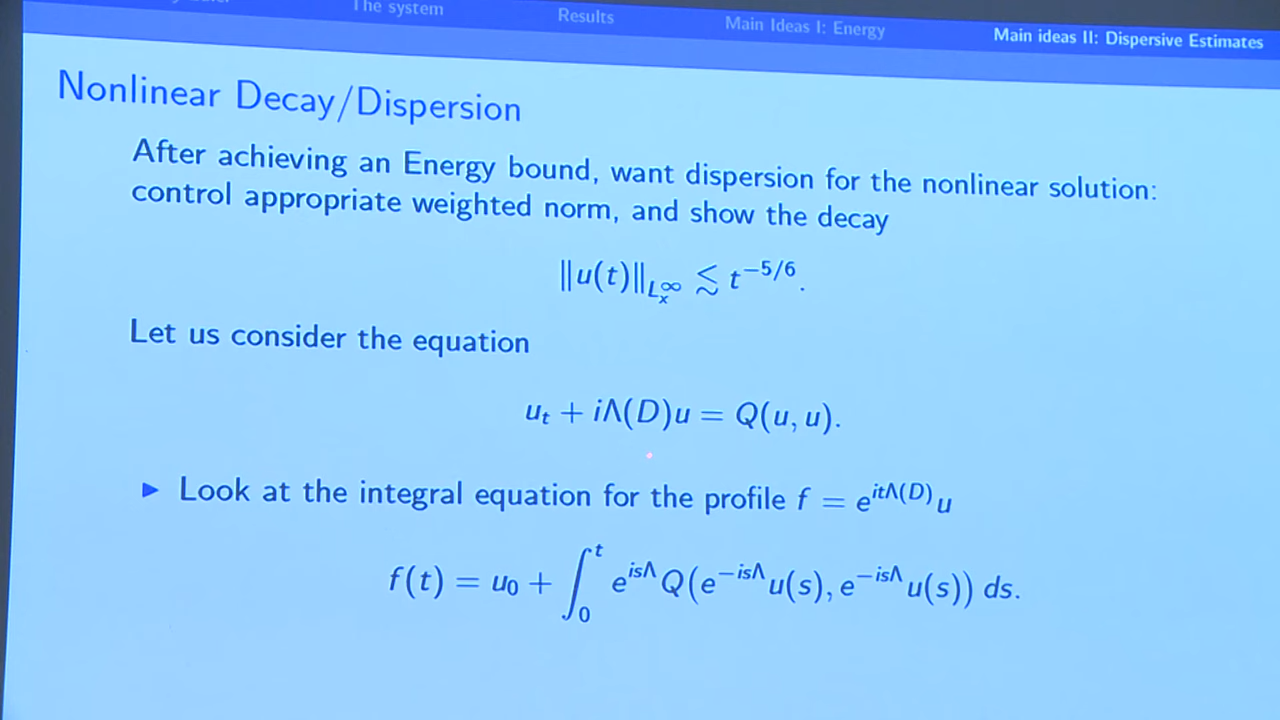 The system
Results
Main Ideas I: Energy
Main ideas II: Dispersive Estimates
Nonlinear Decay/Dispersion
After achieving an Energy bound, want dispersion for the nonlinear solution:
control appropriate weighted norm, and show the decay
‖u(t)‖_{L^∞_x} ≲ t^{−5/6}.
Let us consider the equation
u_t + iΛ(D)u = Q(u, u).
▶ Look at the integral equation for the profile f = e^{itΛ(D)}u
f(t) = u_0 + ∫_0^t e^{isΛ} Q(e^{−isΛ}u(s), e^{−isΛ}u(s)) ds.